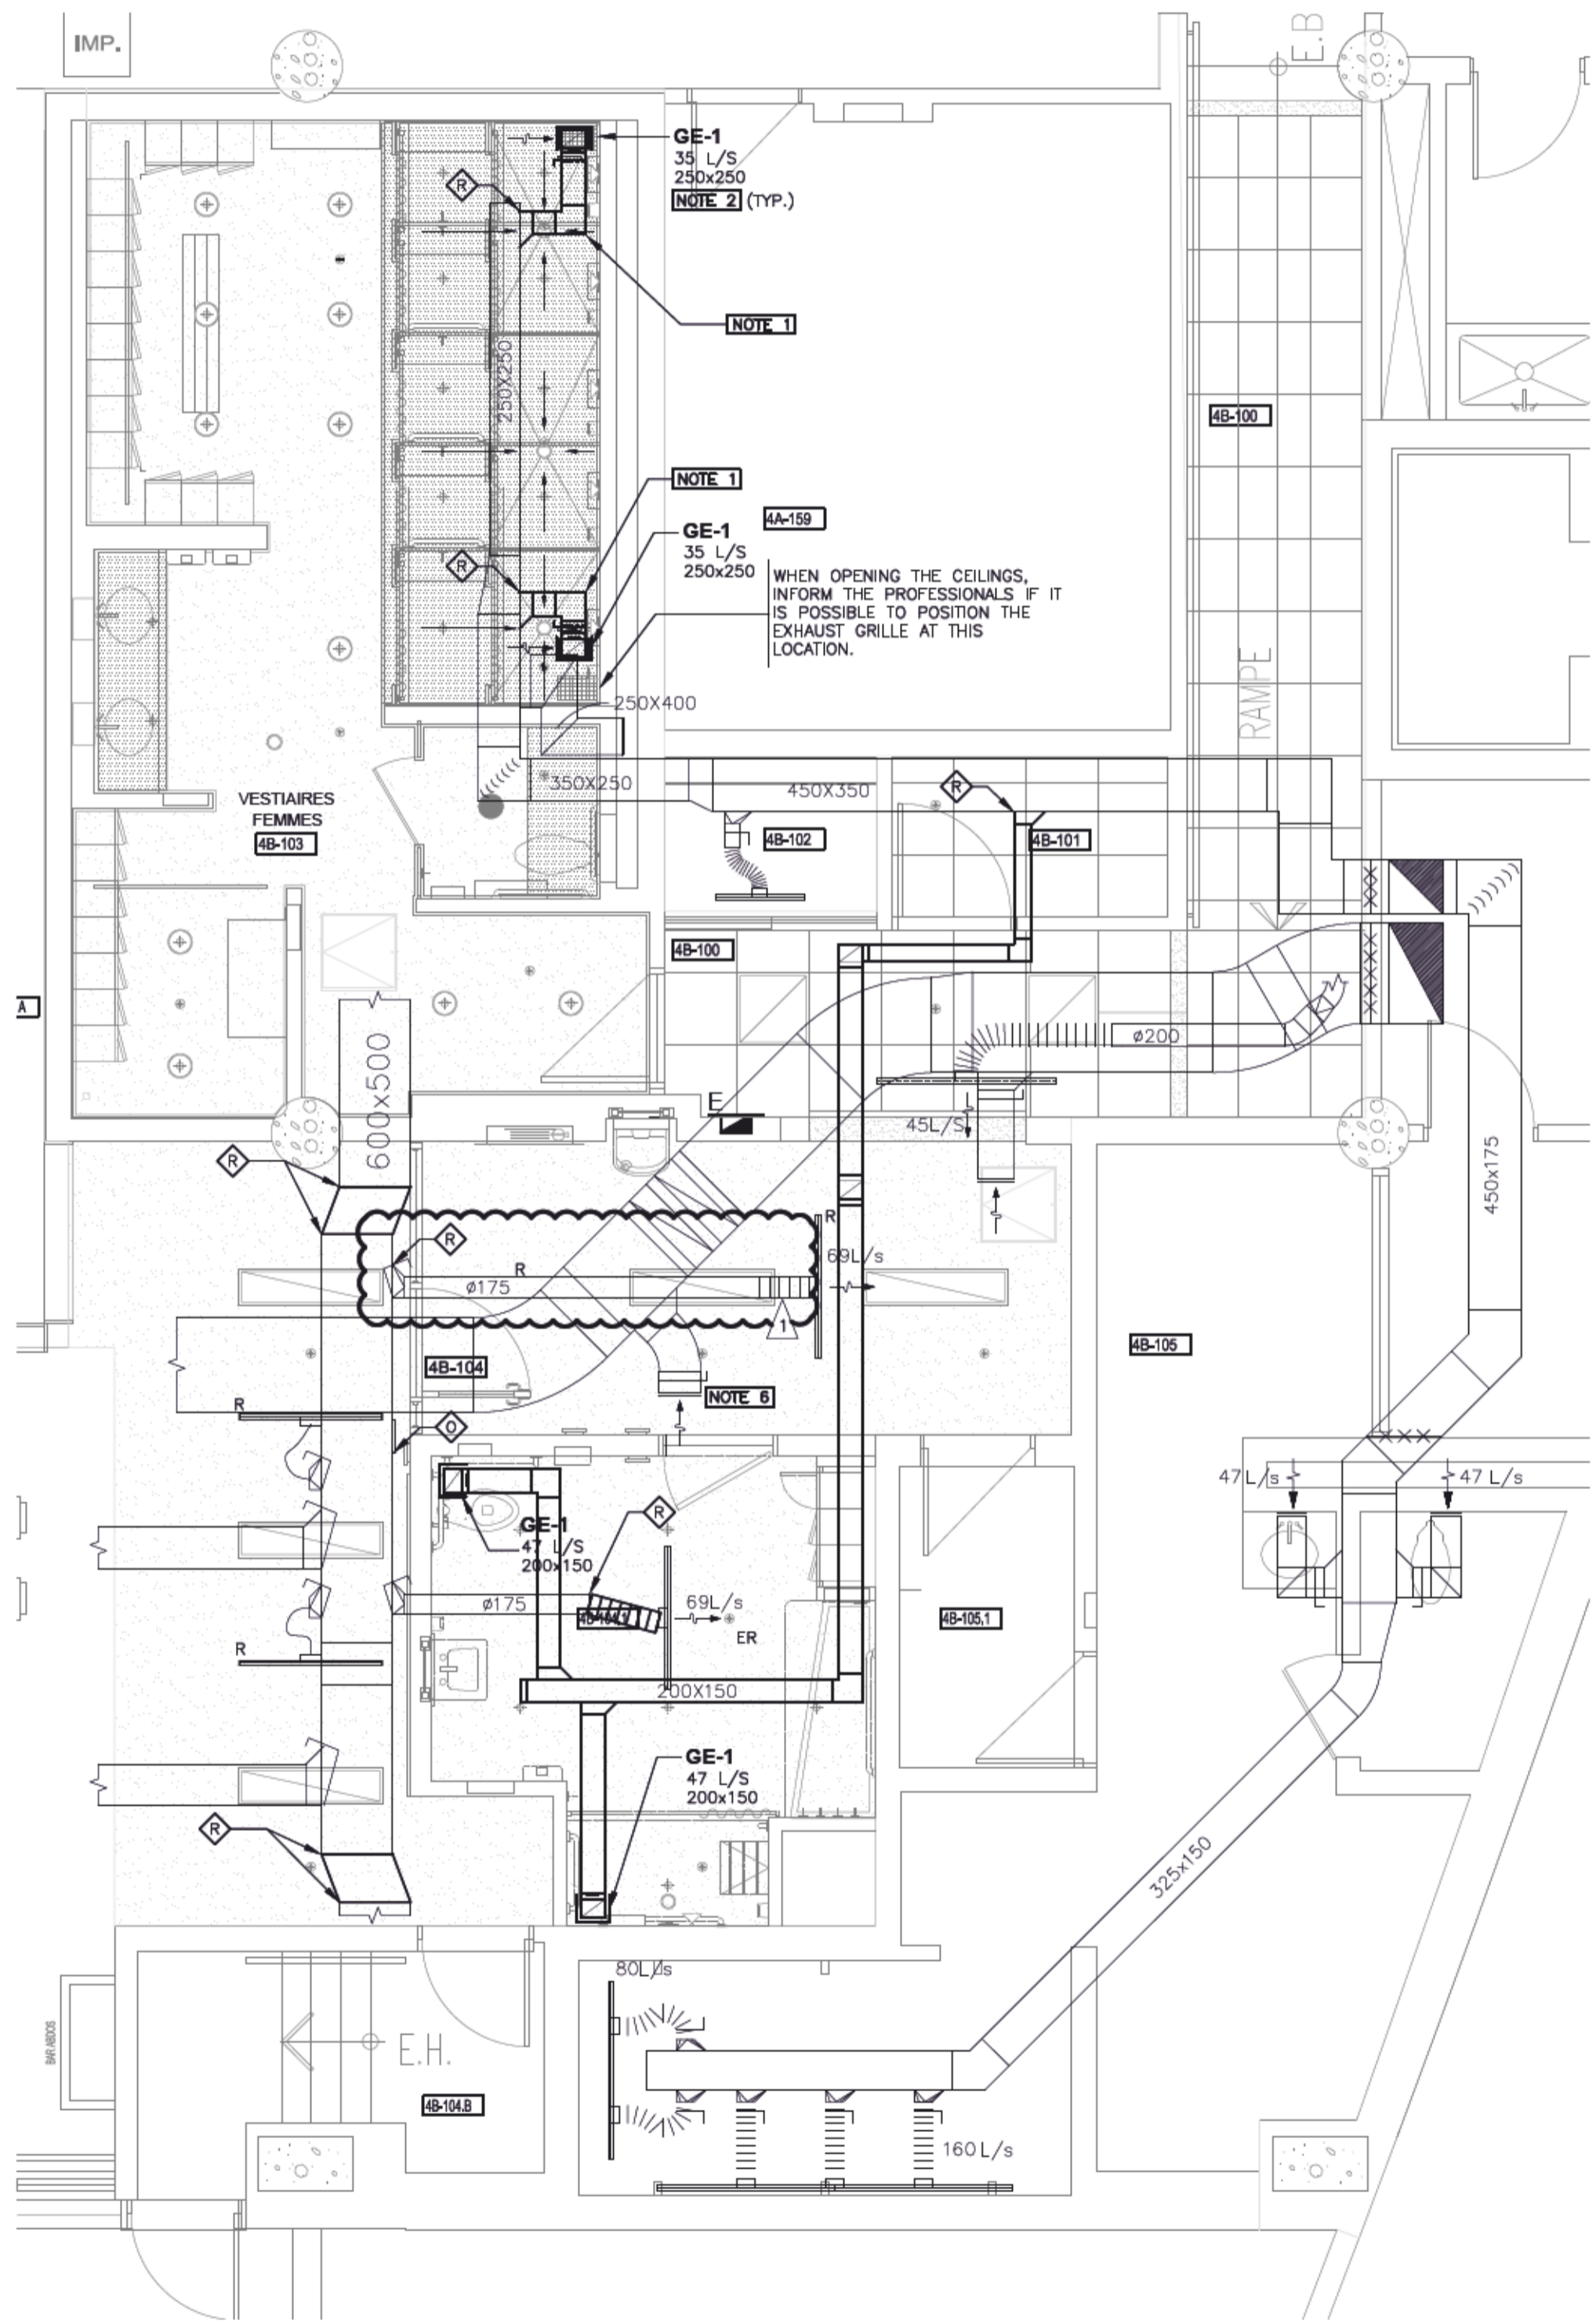 IMP.
E.B
GE-1
35 L/S
250x250
NOTE 2 (TYP.)
R
NOTE 1
250X250
4B-100
NOTE 1
4A-159
GE-1
35 L/S
250x250
R
WHEN OPENING THE CEILINGS,
INFORM THE PROFESSIONALS IF IT
IS POSSIBLE TO POSITION THE
EXHAUST GRILLE AT THIS
LOCATION.
RAMPE
250X400
350X250
450X350
R
VESTIAIRES
FEMMES
4B-103
4B-102
4B-101
4B-100
A
600x500
Ø200
E
45L/S
R
450x175
R
R
R
69L/s
Ø175
1
4B-104
4B-105
NOTE 6
R
O
47 L/s
47 L/s
GE-1
47 L/S
200x150
R
Ø175
69L/s
ER
4B-105,1
R
200X150
GE-1
47 L/S
200x150
R
325x150
80L/s
BAR ABDOS
E.H.
4B-104.B
160 L/s